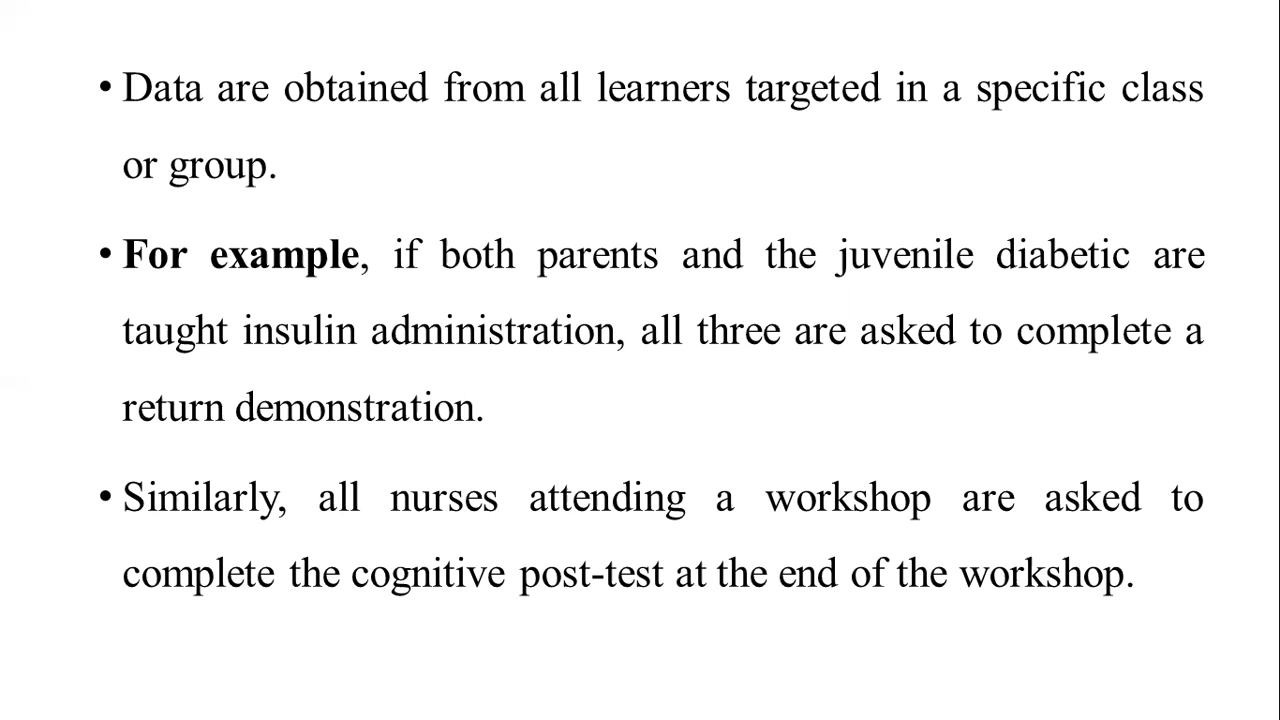 • Data are obtained from all learners targeted in a specific class
or group.
• For example, if both parents and the juvenile diabetic are
taught insulin administration, all three are asked to complete a
return demonstration.
• Similarly, all nurses attending a workshop are asked to
complete the cognitive post-test at the end of the workshop.